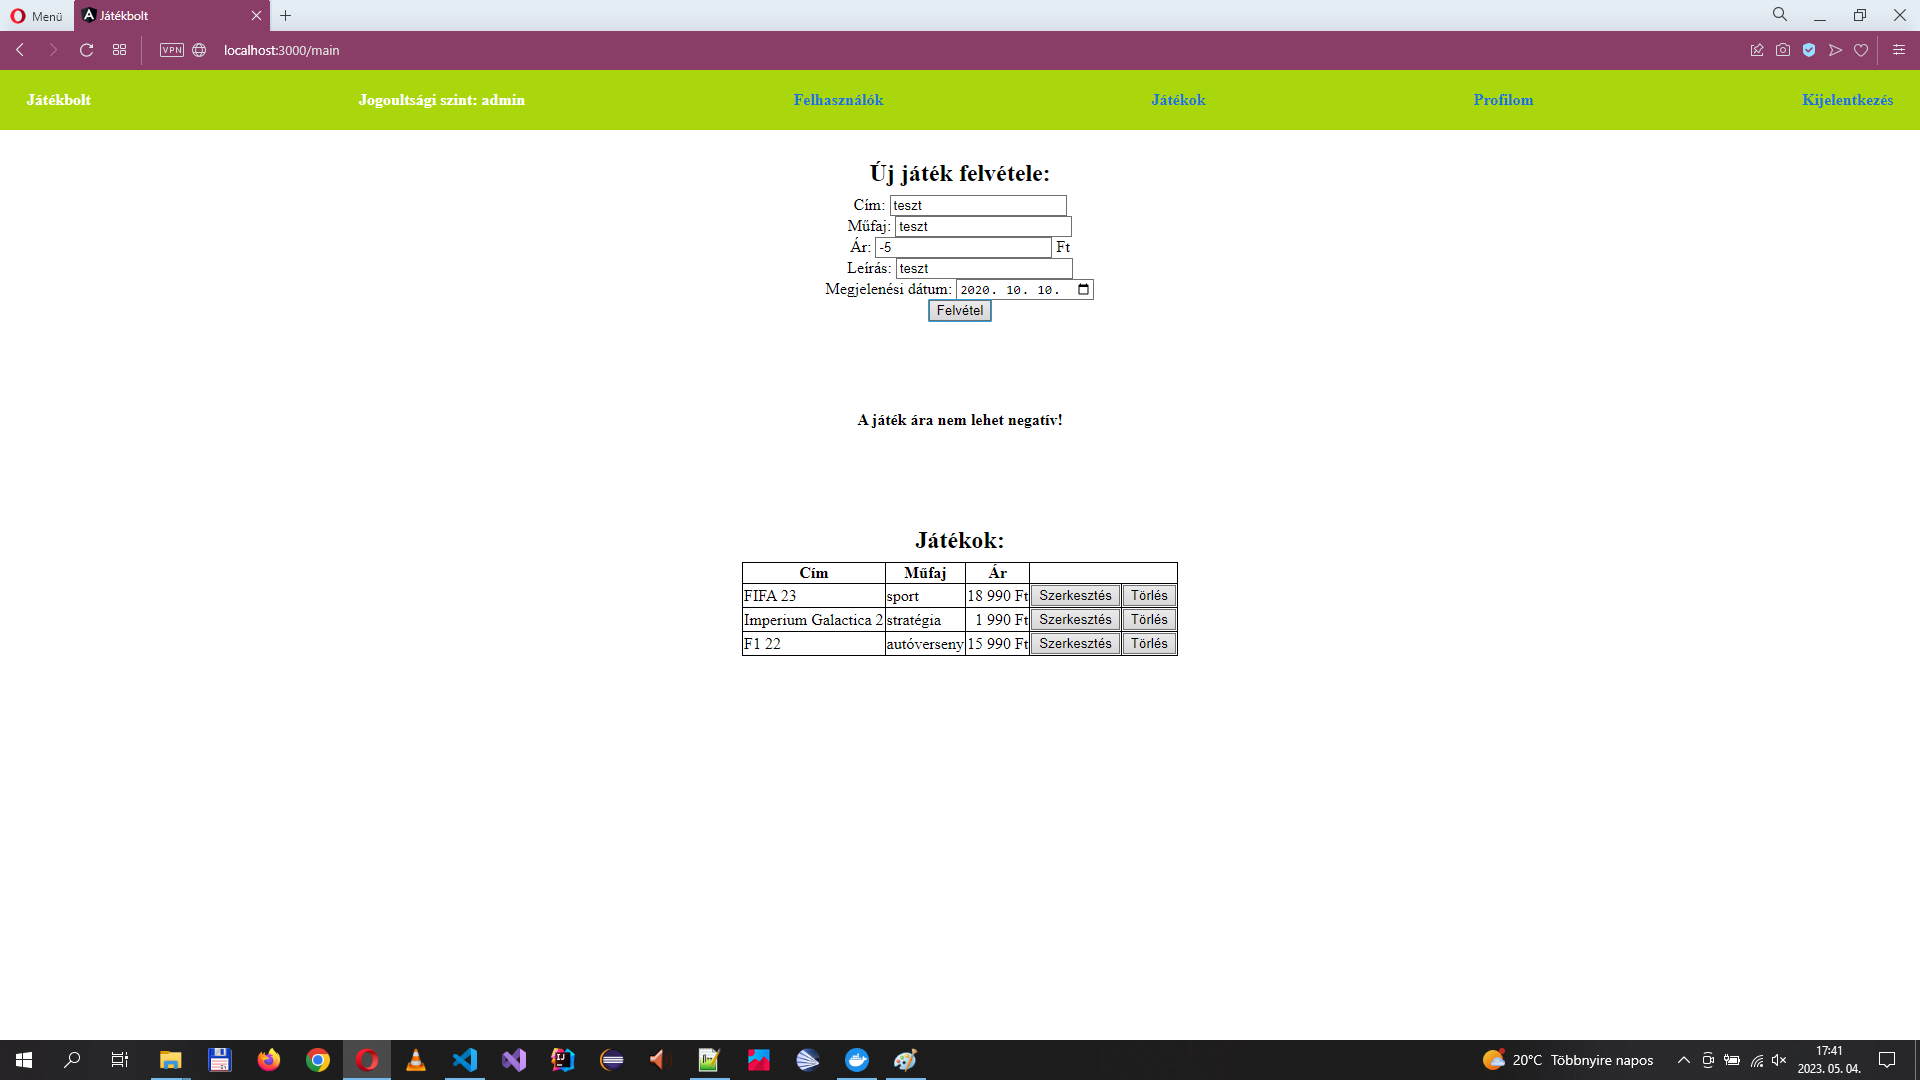 Menü
Játékbolt
VPN
localhost:3000/main
Játékbolt
Jogoultsági szint: admin
Felhasználók
Játékok
Profilom
Kijelentkezés
Új játék felvétele:
Cím: teszt
Műfaj: teszt
Ár: -5 Ft
Leírás: teszt
Megjelenési dátum: 2020. 10. 10.
Felvétel
A játék ára nem lehet negatív!
Játékok:
Cím Műfaj Ár
FIFA 23 sport 18 990 Ft Szerkesztés Törlés
Imperium Galactica 2 stratégia 1 990 Ft Szerkesztés Törlés
F1 22 autóverseny 15 990 Ft Szerkesztés Törlés
20°C Többnyire napos
17:41
2023. 05. 04.